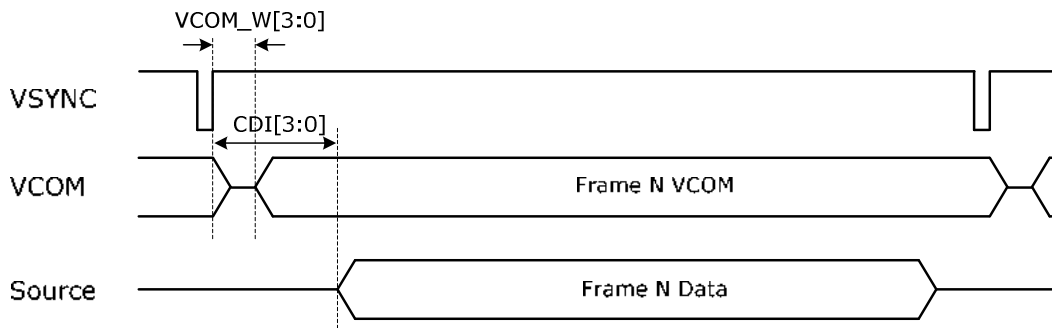 VCOM_W[3:0]
VSYNC
CDI[3:0]
VCOM
Frame N VCOM
Source
Frame N Data